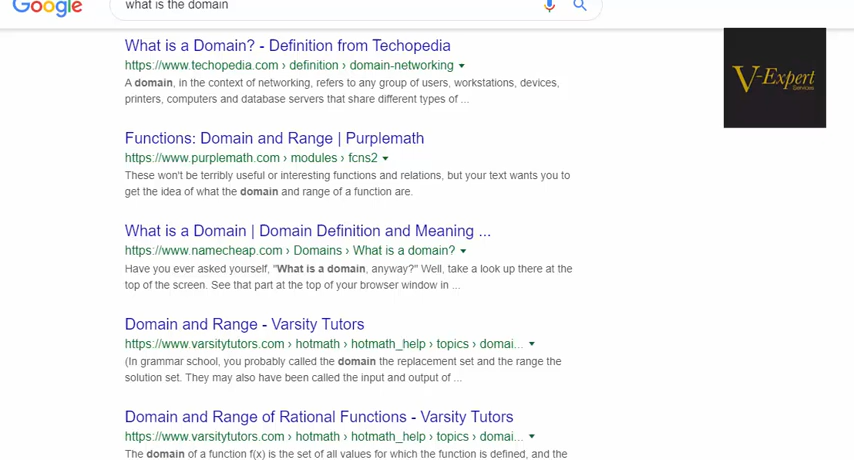 Google
what is the domain
What is a Domain? - Definition from Techopedia
https://www.techopedia.com › definition › domain-networking
A domain, in the context of networking, refers to any group of users, workstations, devices,
printers, computers and database servers that share different types of ...
V-Expert
Services
Functions: Domain and Range | Purplemath
https://www.purplemath.com › modules › fcns2
These won't be terribly useful or interesting functions and relations, but your text wants you to
get the idea of what the domain and range of a function are.
What is a Domain | Domain Definition and Meaning ...
https://www.namecheap.com › Domains › What is a domain?
Have you ever asked yourself, "What is a domain, anyway?" Well, take a look up there at the
top of the screen. See that part at the top of your browser window in ...
Domain and Range - Varsity Tutors
https://www.varsitytutors.com › hotmath › hotmath_help › topics › domai...
(In grammar school, you probably called the domain the replacement set and the range the
solution set. They may also have been called the input and output of ...
Domain and Range of Rational Functions - Varsity Tutors
https://www.varsitytutors.com › hotmath › hotmath_help › topics › domai...
The domain of a function f(x) is the set of all values for which the function is defined, and the